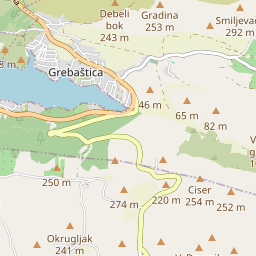 Debeli
bok
243 m
Gradina
253 m
Smiljevac
292 m
8 m
Grebaštica
46 m
65 m
82 m
250 m
274 m
220 m
Ciser
254 m
252 m
Okrugljak
241 m